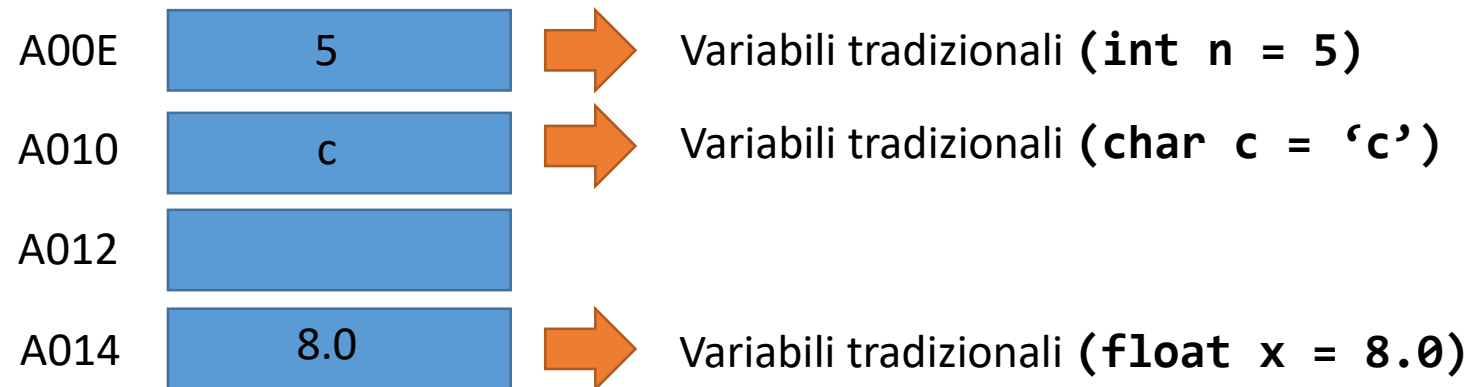 A00E 5 Variabili tradizionali (int n = 5)
A010 c Variabili tradizionali (char c = ‘c’)
A012
A014 8.0 Variabili tradizionali (float x = 8.0)